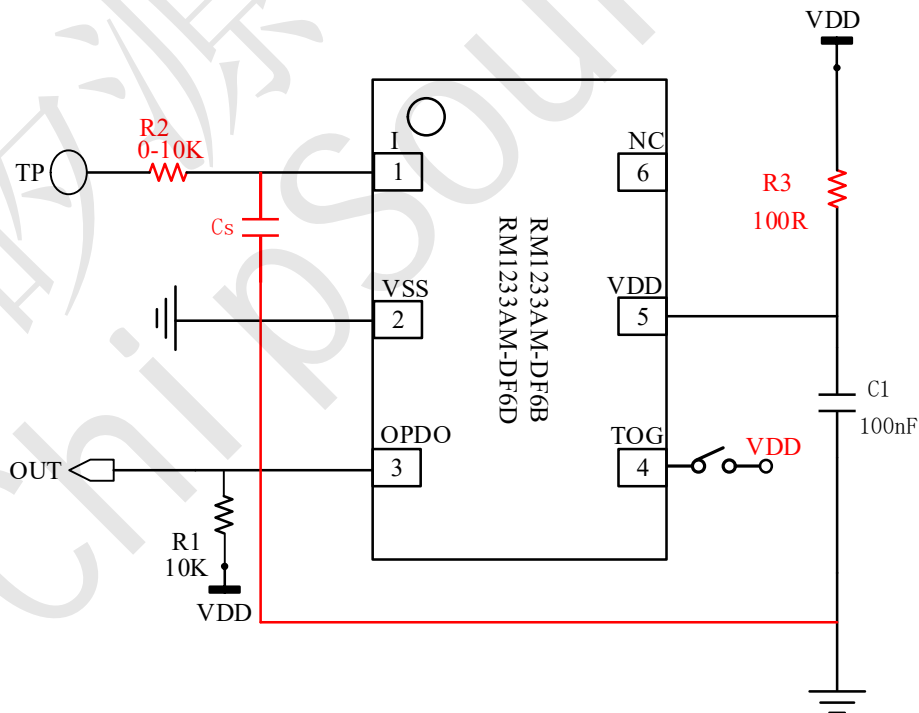 VDD
R2
0-10K
I
NC
TP
1
6
R3
100R
Cs
VSS
VDD
2
5
RM1233AM-DF6B
RM1233AM-DF6D
C1
100nF
OPDO
TOG
VDD
OUT
3
4
R1
10K
VDD
ChipSour